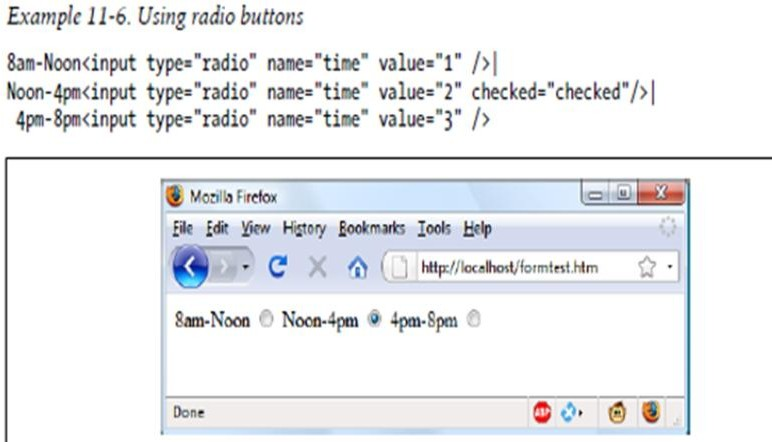 Example 11-6. Using radio buttons
8am-Noon<input type="radio" name="time" value="1" />|
Noon-4pm<input type="radio" name="time" value="2" checked="checked"/>|
4pm-8pm<input type="radio" name="time" value="3" />
Mozilla Firefox
File Edit View History Bookmarks Tools Help
http://localhost/formtest.htm
8am-Noon Noon-4pm 4pm-8pm
Done ABP